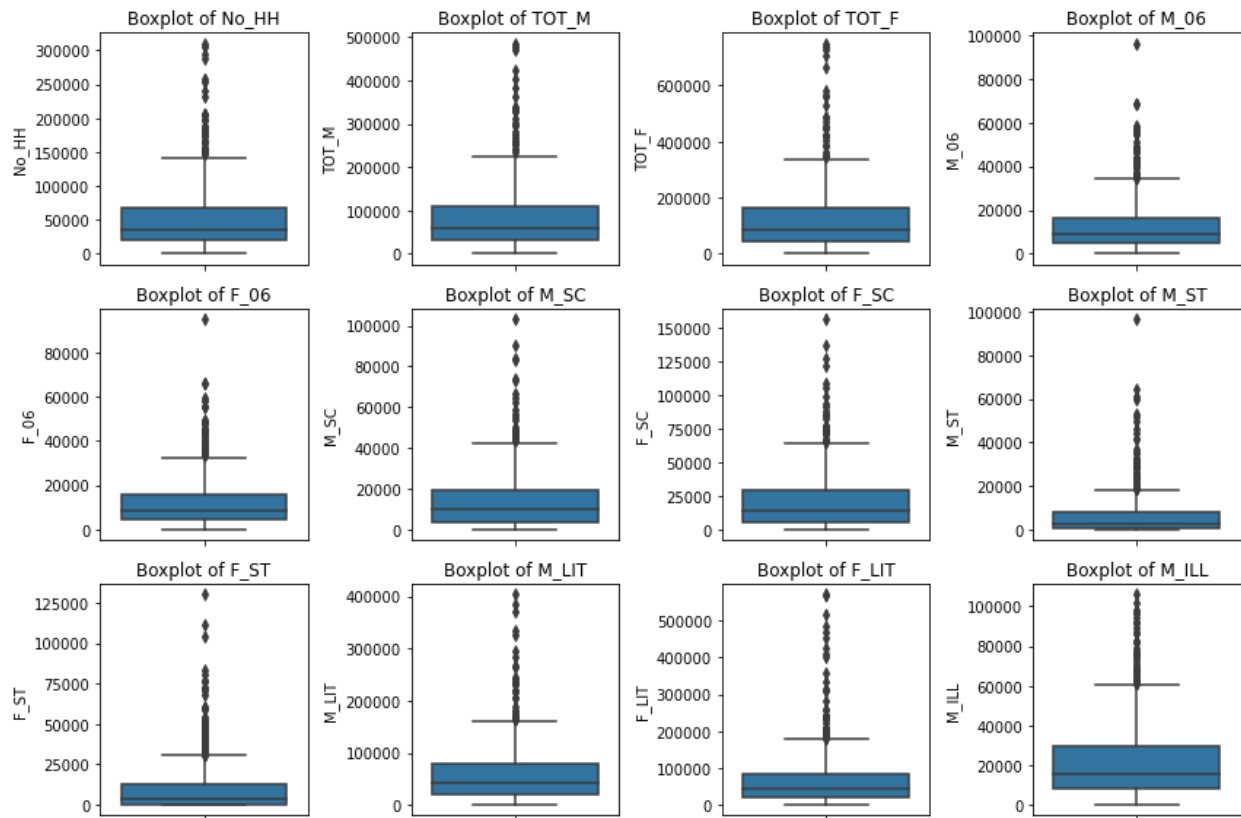 Boxplot of No_HH
No_HH
300000
250000
200000
150000
100000
50000
0
Boxplot of TOT_M
TOT_M
500000
400000
300000
200000
100000
0
Boxplot of TOT_F
TOT_F
600000
400000
200000
0
Boxplot of M_06
M_06
100000
80000
60000
40000
20000
0
Boxplot of F_06
F_06
80000
60000
40000
20000
0
Boxplot of M_SC
M_SC
100000
80000
60000
40000
20000
0
Boxplot of F_SC
F_SC
150000
125000
100000
75000
50000
25000
0
Boxplot of M_ST
M_ST
100000
80000
60000
40000
20000
0
Boxplot of F_ST
F_ST
125000
100000
75000
50000
25000
0
Boxplot of M_LIT
M_LIT
400000
300000
200000
100000
0
Boxplot of F_LIT
F_LIT
500000
400000
300000
200000
100000
0
Boxplot of M_ILL
M_ILL
100000
80000
60000
40000
20000
0